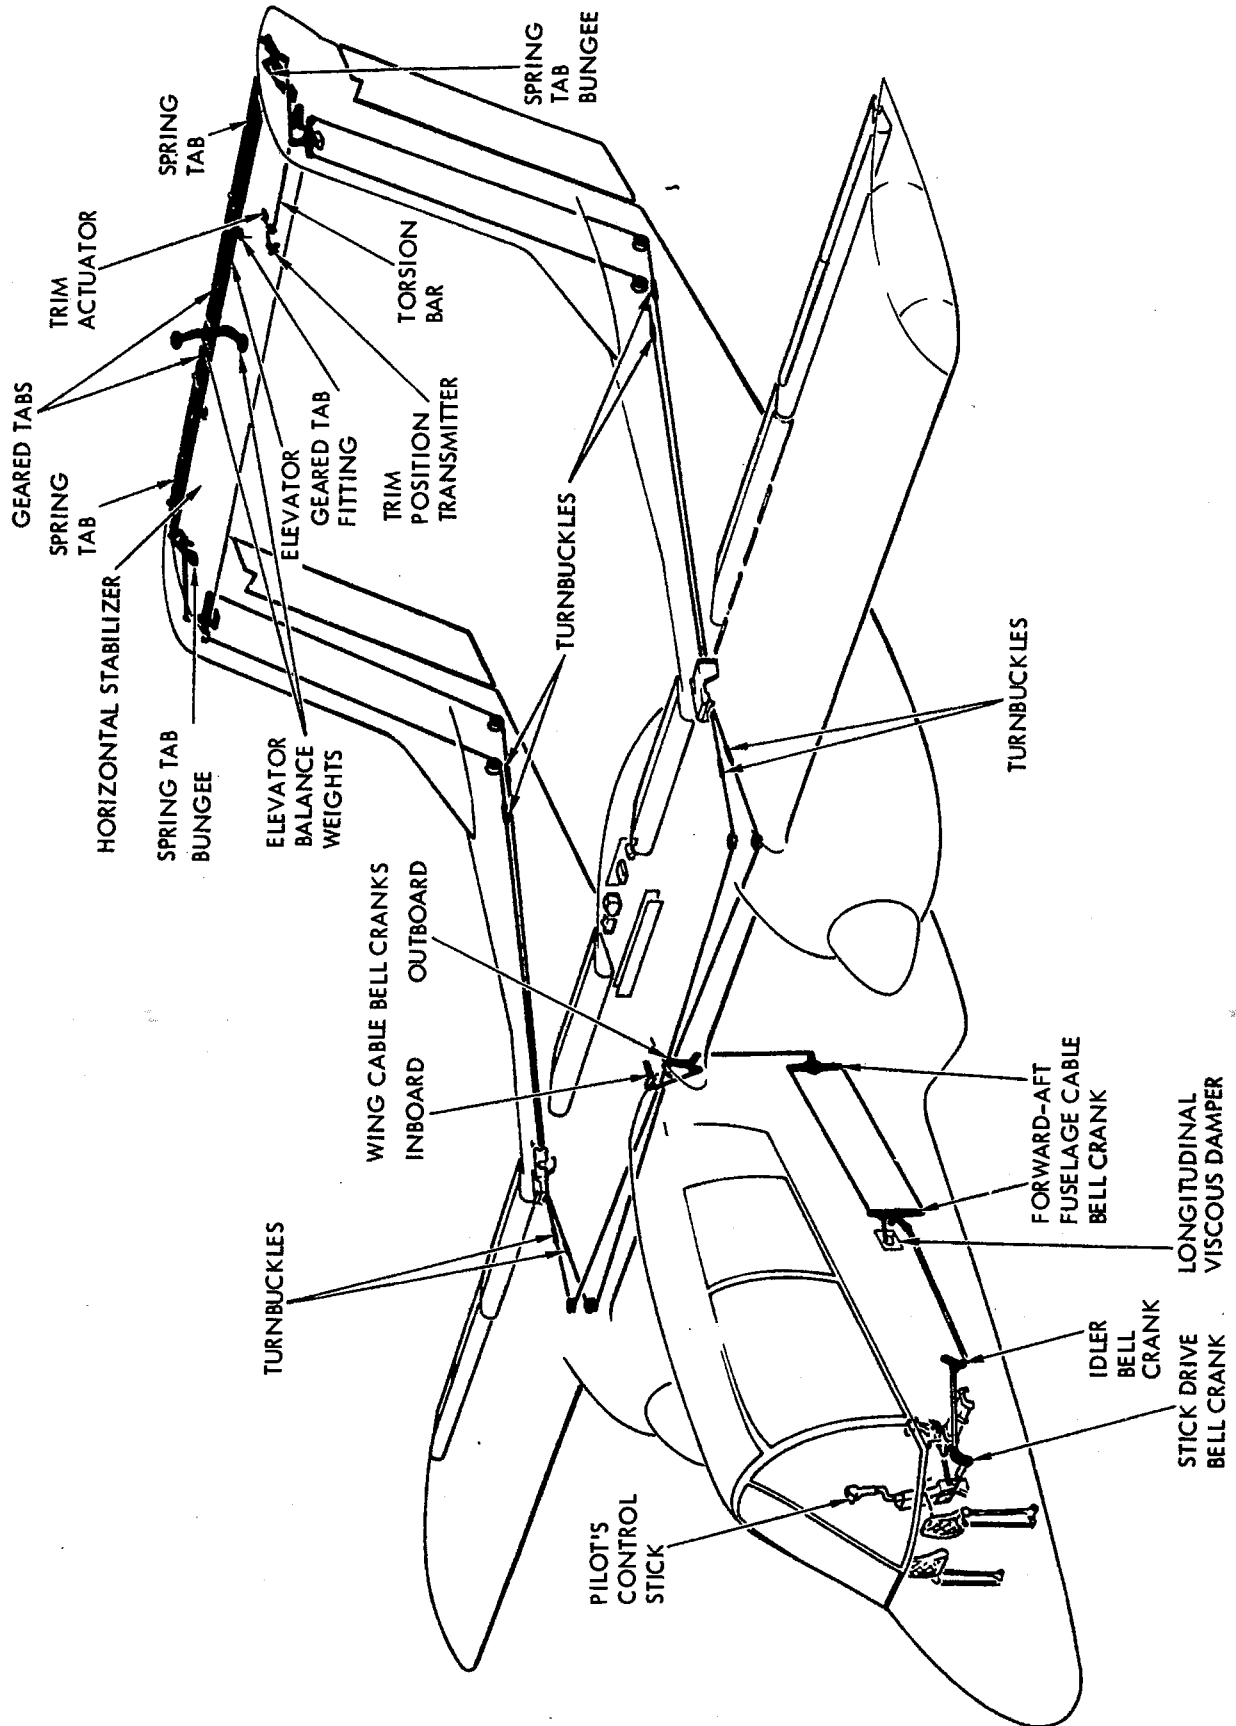 GEARED TABS
SPRING
TAB
HORIZONTAL STABILIZER
SPRING TAB
BUNGEE
ELEVATOR
BALANCE
WEIGHTS
TRIM
ACTUATOR
SPRING
TAB
SPRING
TAB
BUNGEE
ELEVATOR
GEARED TAB
FITTING
TRIM
POSITION
TRANSMITTER
TORSION
BAR
TURNBUCKLES
WING CABLE BELL CRANKS
INBOARD
OUTBOARD
TURNBUCKLES
TURNBUCKLES
PILOT'S
CONTROL
STICK
FORWARD-AFT
FUSELAGE CABLE
BELL CRANK
LONGITUDINAL
VISCOUS DAMPER
IDLER
BELL
CRANK
STICK DRIVE
BELL CRANK